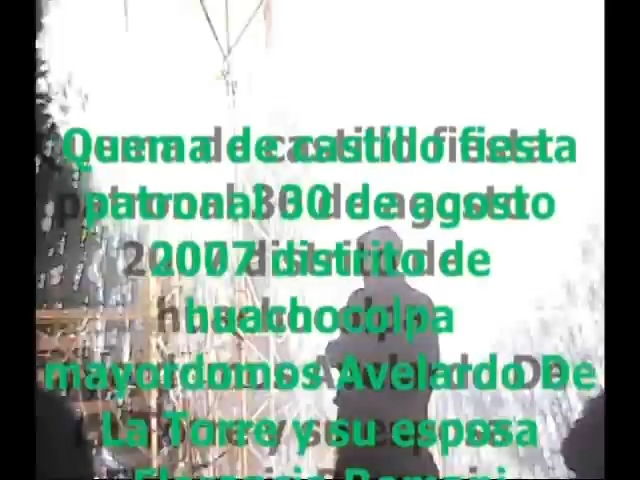 Quema de castillo fiesta
patronal 30 de agosto
2007 distrito de
huachocolpa
mayordomos Avelardo De
La Torre y su esposa